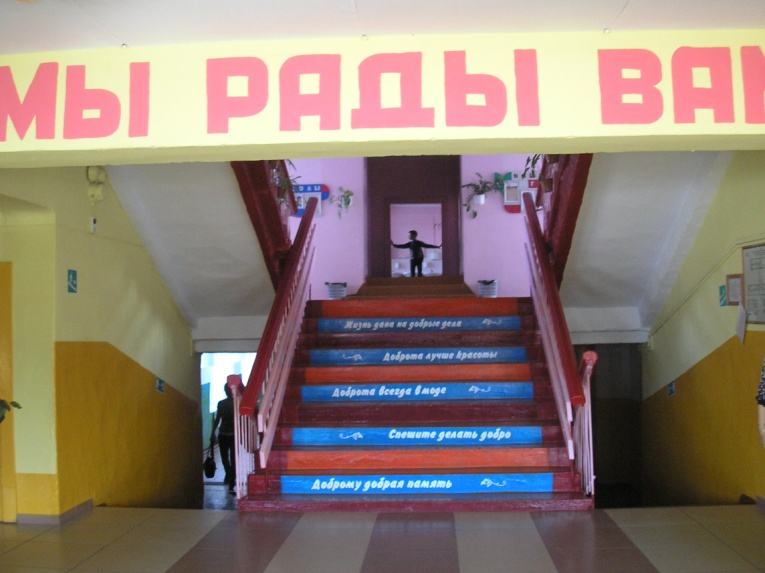 МЫ РАДЫ ВАМ
Жизнь дана на добрые дела
Доброта лучше красоты
Доброта всегда в моде
Спешите делать добро
Доброму добрая память